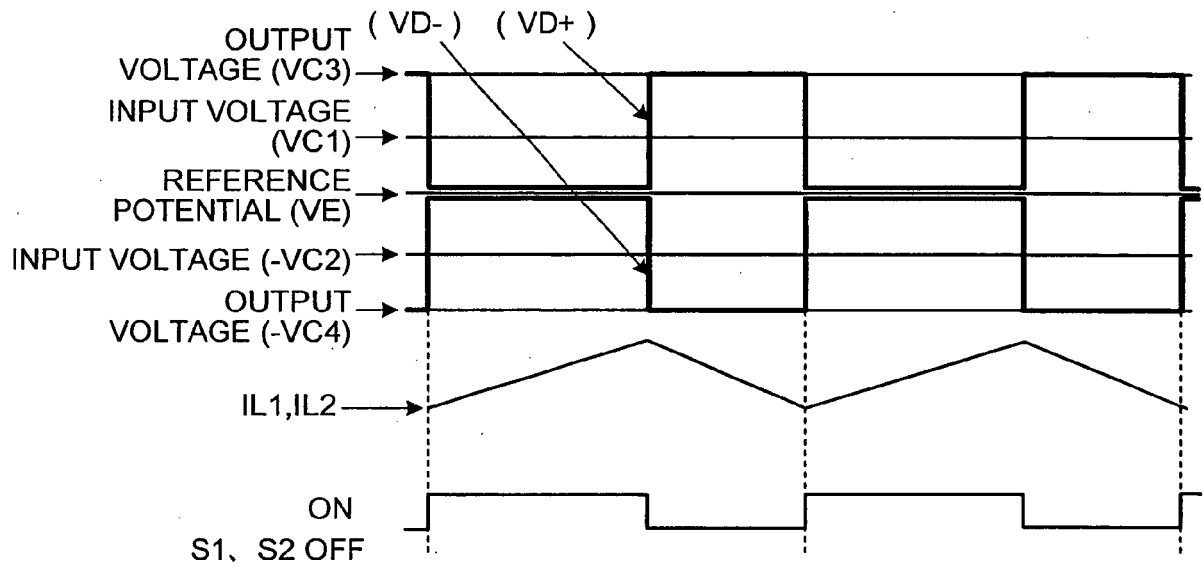 ( VD- ) ( VD+ )
OUTPUT
VOLTAGE (VC3)
INPUT VOLTAGE
(VC1)
REFERENCE
POTENTIAL (VE)
INPUT VOLTAGE (-VC2)
OUTPUT
VOLTAGE (-VC4)
IL1,IL2
ON
S1、S2 OFF